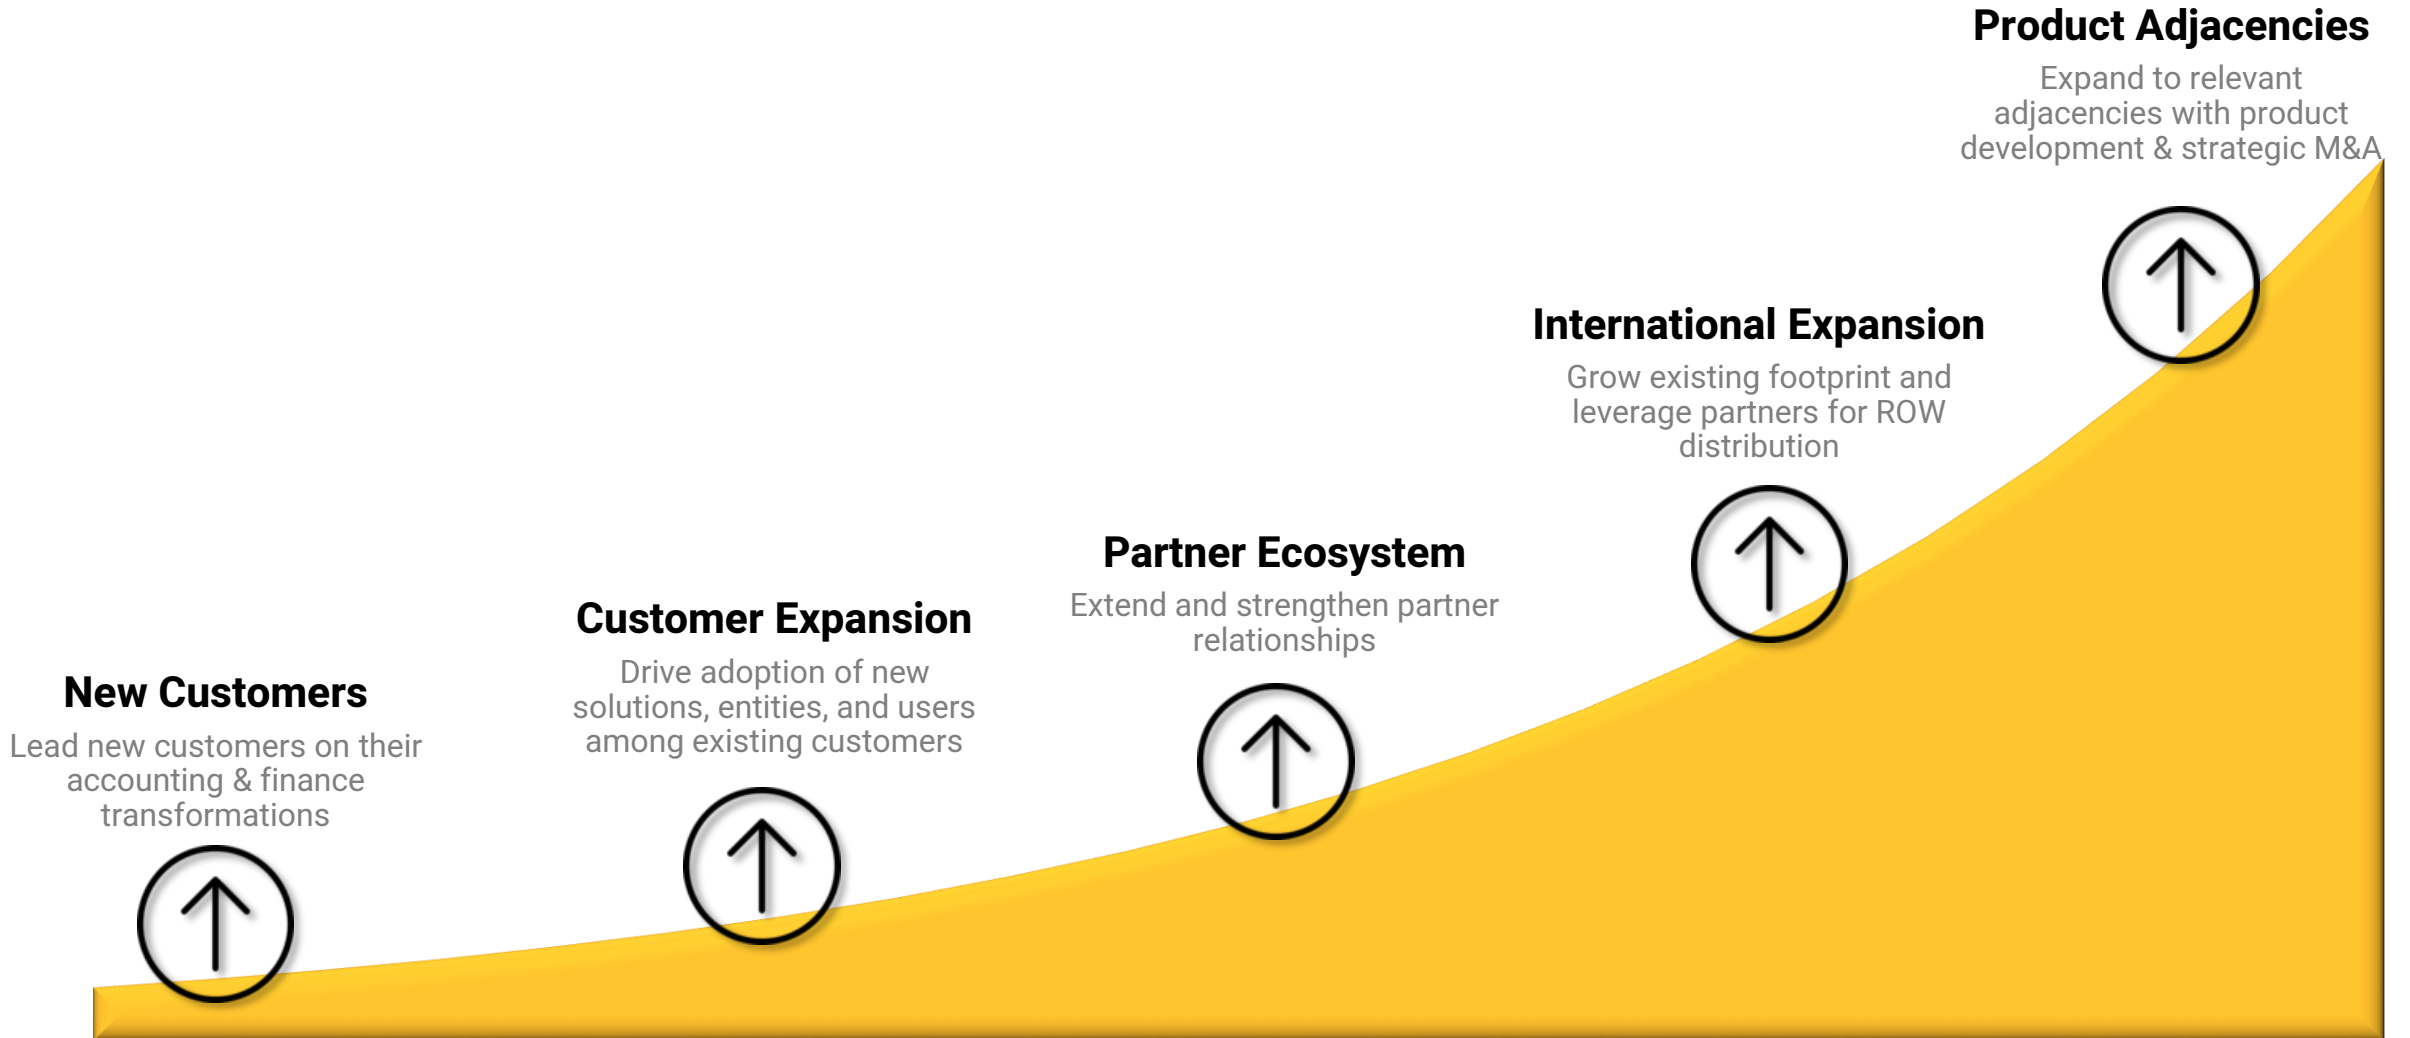 New Customers
Lead new customers on their
accounting & finance
transformations
Customer Expansion
Drive adoption of new
solutions, entities, and users
among existing customers
Partner Ecosystem
Extend and strengthen partner
relationships
International Expansion
Grow existing footprint and
leverage partners for ROW
distribution
Product Adjacencies
Expand to relevant
adjacencies with product
development & strategic M&A